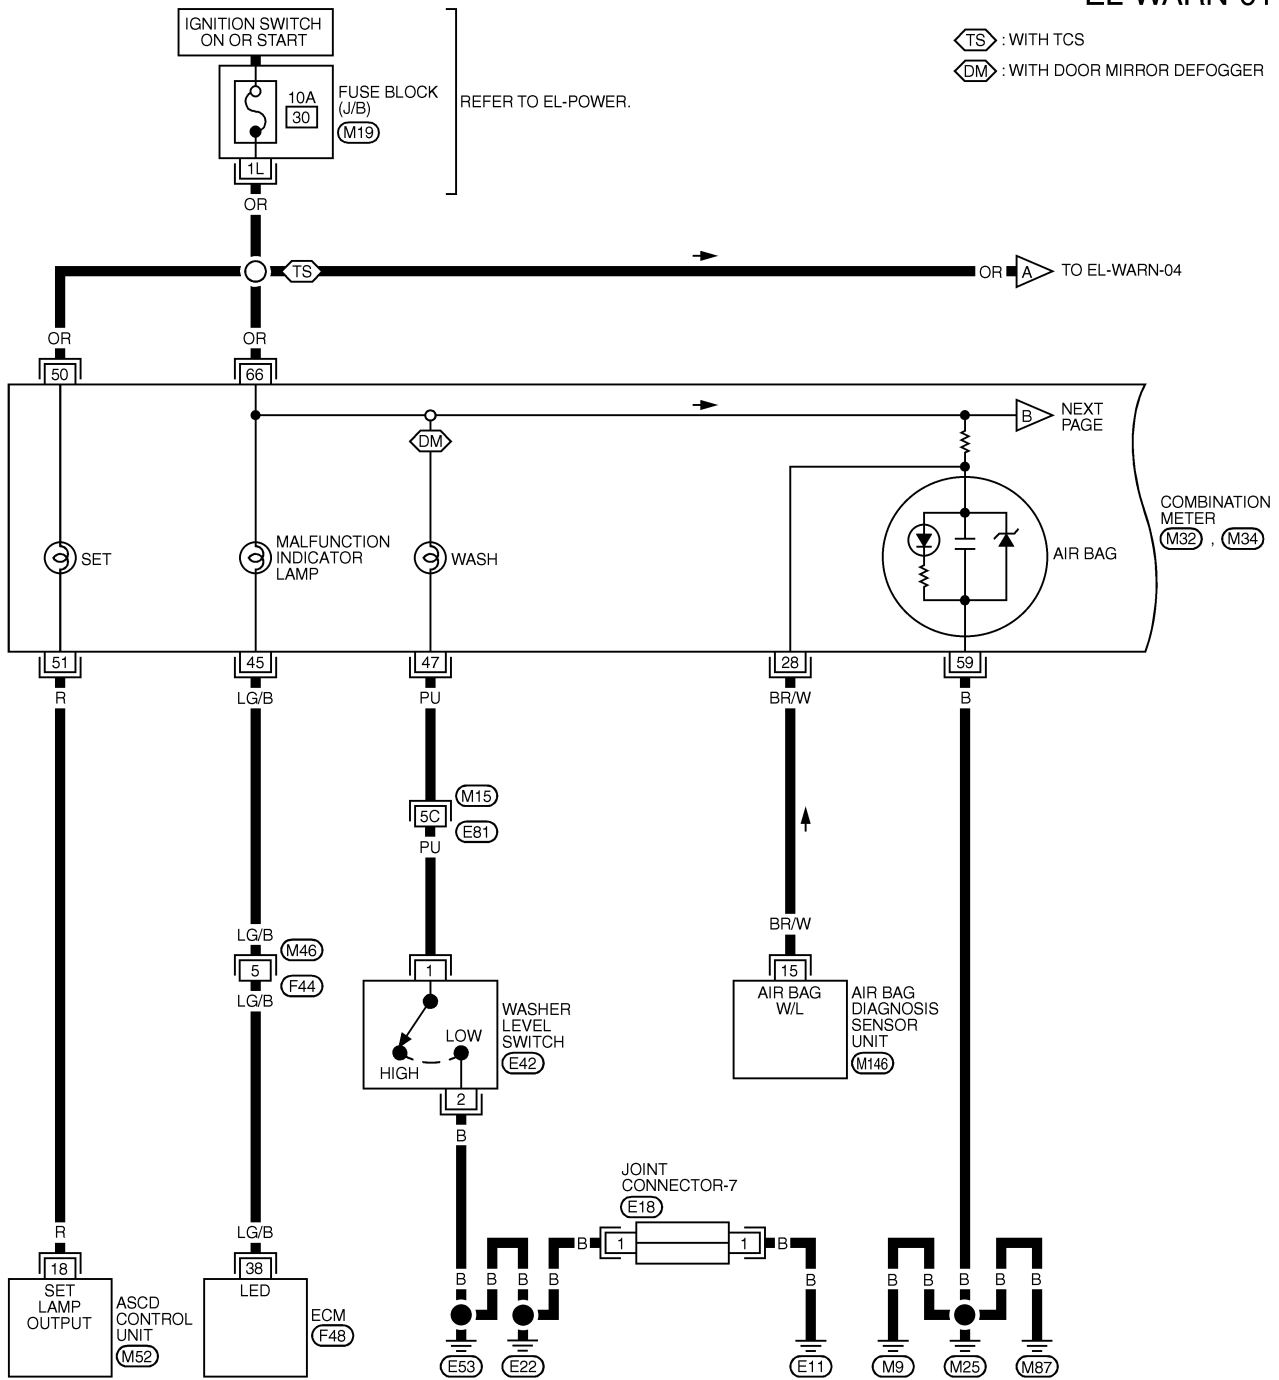 IGNITION SWITCH
ON OR START
TS : WITH TCS
DM : WITH DOOR MIRROR DEFOGGER
10A
30
FUSE BLOCK
(J/B)
M19
REFER TO EL-POWER.
1L
OR
TS
OR
A
TO EL-WARN-04
OR
OR
50
66
DM
B
NEXT
PAGE
COMBINATION
METER
M32 , M34
SET
MALFUNCTION
INDICATOR
LAMP
WASH
AIR BAG
51
45
47
28
59
R
LG/B
PU
BR/W
B
M15
5C
E81
PU
BR/W
LG/B
M46
5
F44
LG/B
1
15
AIR BAG
W/L
AIR BAG
DIAGNOSIS
SENSOR
UNIT
M146
WASHER
LEVEL
SWITCH
E42
LOW
HIGH
2
B
JOINT
CONNECTOR-7
E18
R
LG/B
B
1
1
B
18
38
B
B
B
B
B
B
B
B
B
B
SET
LAMP
OUTPUT
ASCD
CONTROL
UNIT
M52
LED
ECM
F48
E53
E22
E11
M9
M25
M87